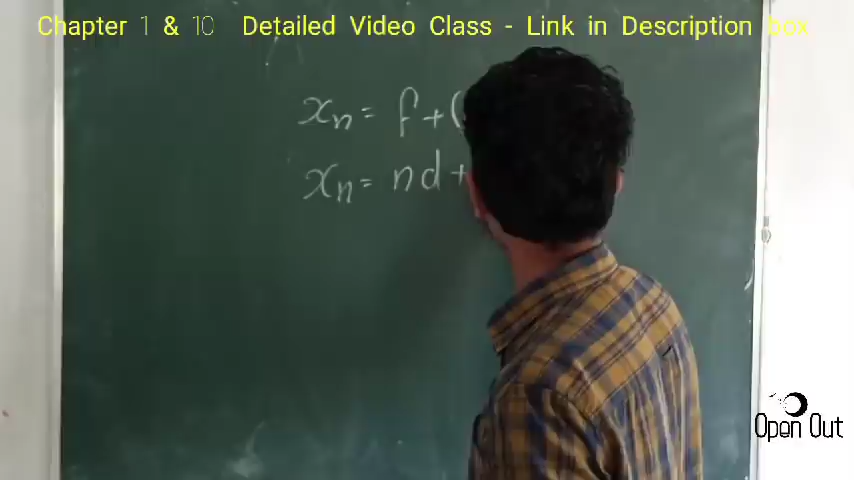 Chapter 1 & 10 Detailed Video Class - Link in Description box
xₙ = f + (
xₙ = nd +
Open Out